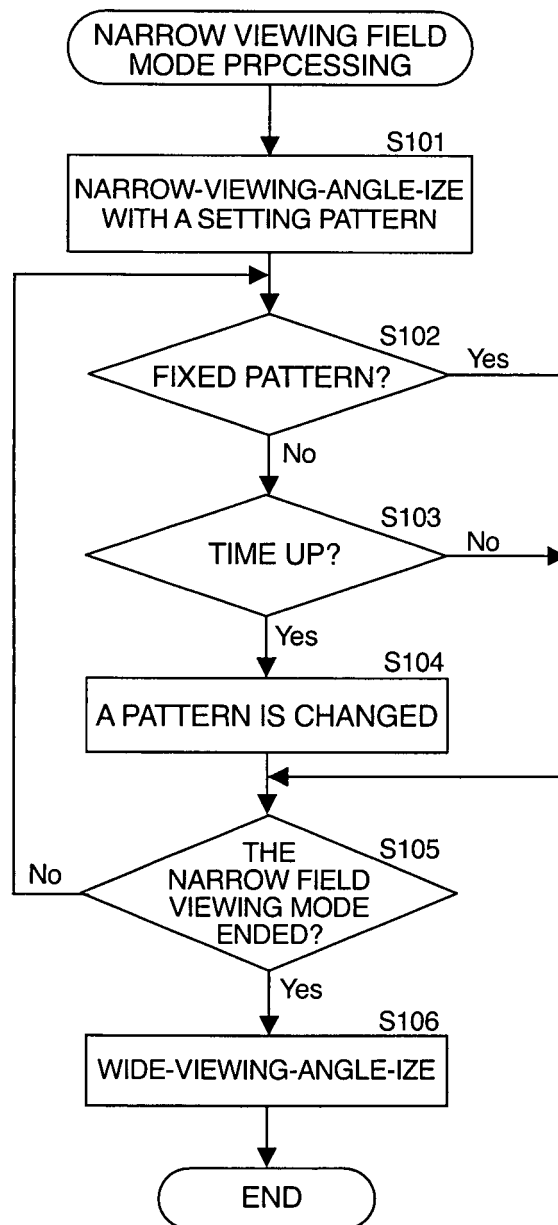 NARROW VIEWING FIELD
MODE PRPCESSING
S101
NARROW-VIEWING-ANGLE-IZE
WITH A SETTING PATTERN
S102
FIXED PATTERN?
Yes
No
S103
TIME UP?
No
Yes
S104
A PATTERN IS CHANGED
S105
THE
NARROW FIELD
VIEWING MODE
ENDED?
No
Yes
S106
WIDE-VIEWING-ANGLE-IZE
END